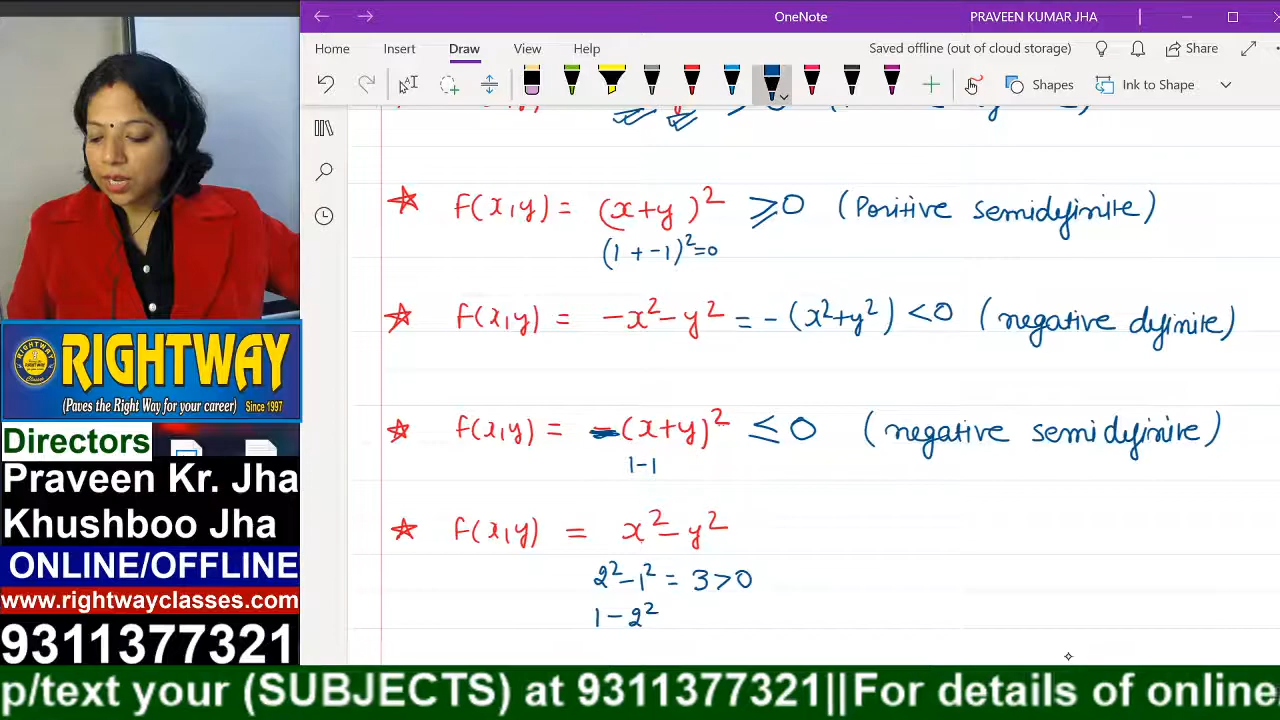 OneNote PRAVEEN KUMAR JHA
Home Insert Draw View Help Saved offline (out of cloud storage) Share
Shapes Ink to Shape
F(x,y) = (x+y)² ≥0 (Positive semidefinite)
(1 + -1)²=0
F(x,y) = -x²-y² = -(x²+y²) <0 (negative definite)
F(x,y) = -(x+y)² ≤0 (negative semidefinite)
1-1
F(x,y) = x²-y²
2²-1² = 3>0
1-2²
RIGHTWAY
(Paves the Right Way for your career) Since 1997
Directors
Praveen Kr. Jha
Khushboo Jha
ONLINE/OFFLINE
www.rightwayclasses.com
9311377321
p/text your (SUBJECTS) at 9311377321||For details of online